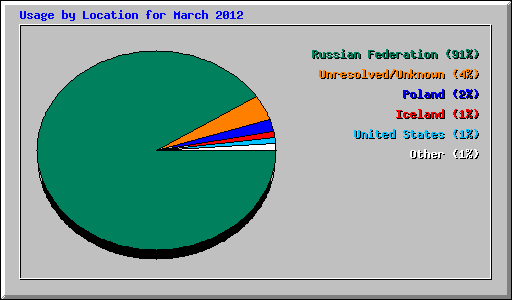 Usage by Location for March 2012
Russian Federation (91%)
Unresolved/Unknown (4%)
Poland (2%)
Iceland (1%)
United States (1%)
Other (1%)